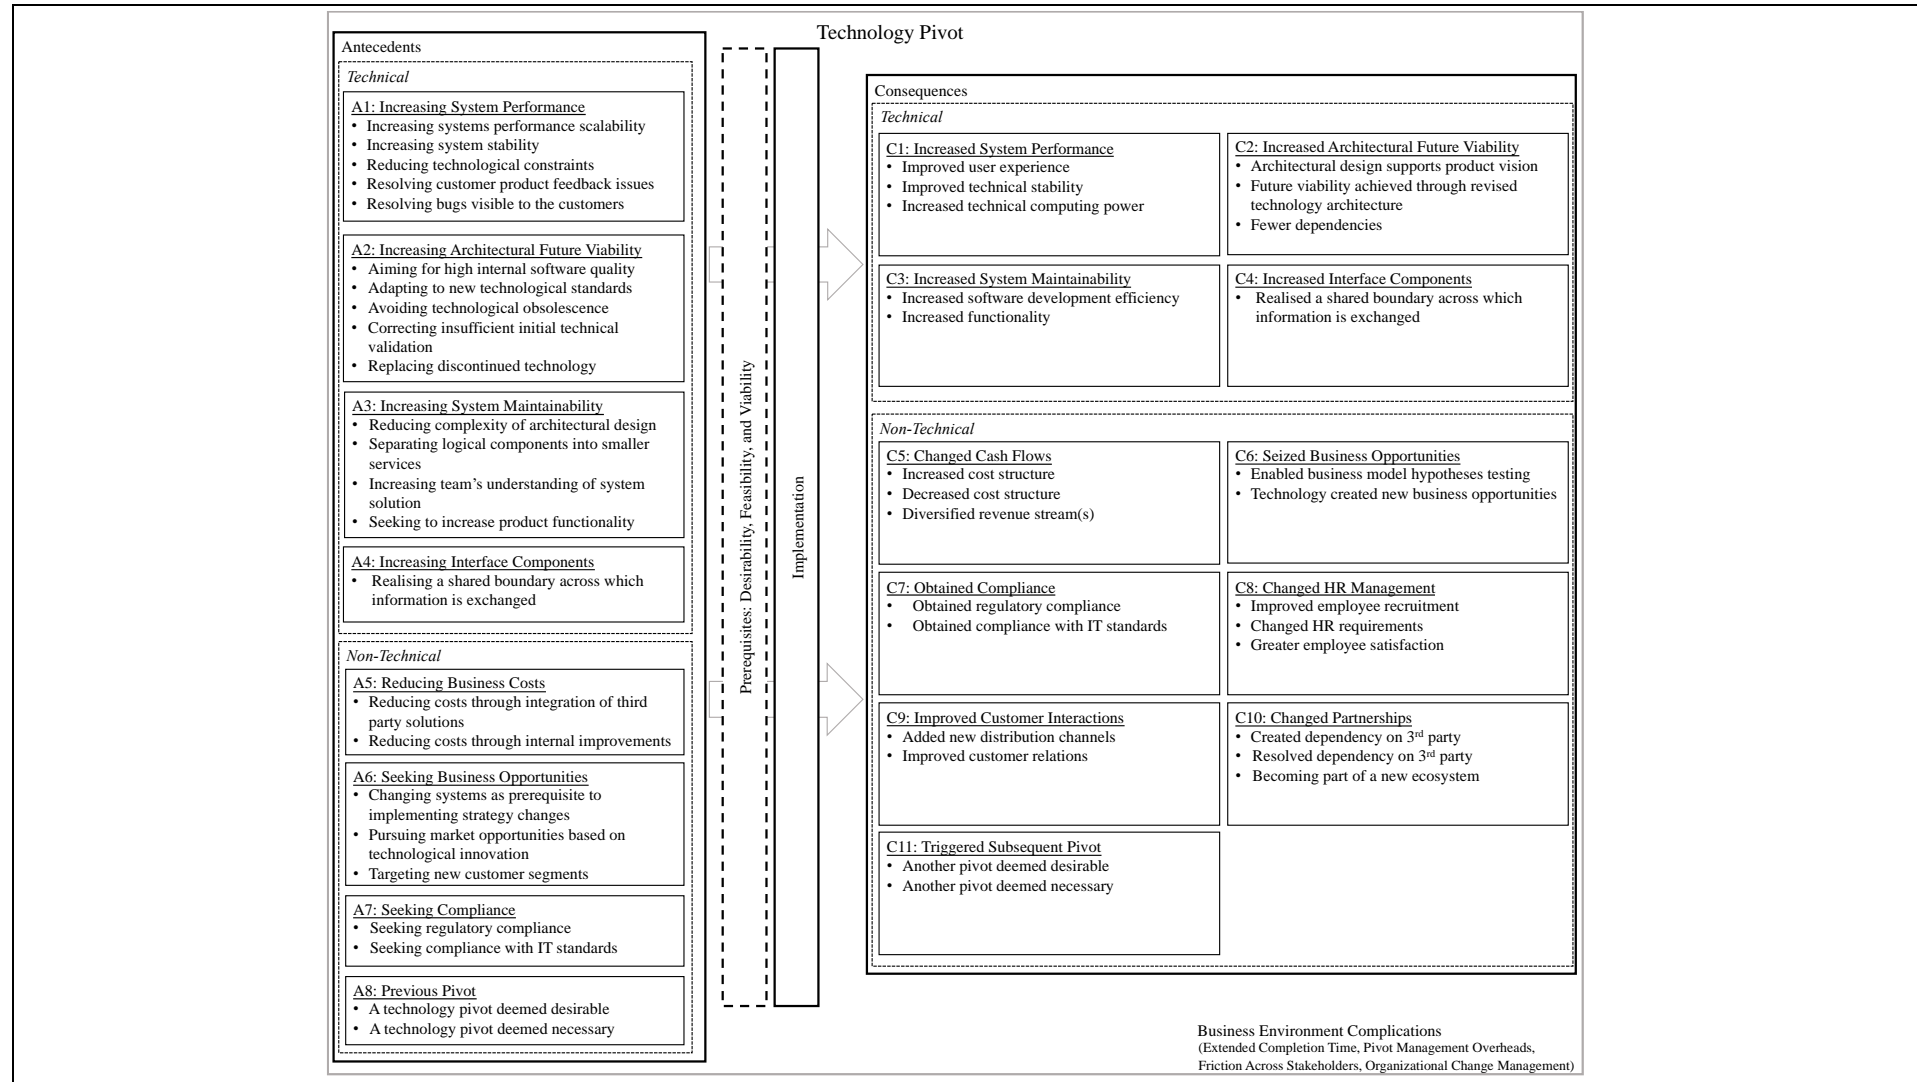 Technology Pivot
Antecedents
Technical
A1: Increasing System Performance
• Increasing systems performance scalability
• Increasing system stability
• Reducing technological constraints
• Resolving customer product feedback issues
• Resolving bugs visible to the customers
A2: Increasing Architectural Future Viability
• Aiming for high internal software quality
• Adapting to new technological standards
• Avoiding technological obsolescence
• Correcting insufficient initial technical
validation
• Replacing discontinued technology
A3: Increasing System Maintainability
• Reducing complexity of architectural design
• Separating logical components into smaller
services
• Increasing team’s understanding of system
solution
• Seeking to increase product functionality
A4: Increasing Interface Components
• Realising a shared boundary across which
information is exchanged
Non-Technical
A5: Reducing Business Costs
• Reducing costs through integration of third
party solutions
• Reducing costs through internal improvements
A6: Seeking Business Opportunities
• Changing systems as prerequisite to
implementing strategy changes
• Pursuing market opportunities based on
technological innovation
• Targeting new customer segments
A7: Seeking Compliance
• Seeking regulatory compliance
• Seeking compliance with IT standards
A8: Previous Pivot
• A technology pivot deemed desirable
• A technology pivot deemed necessary
Prerequisites: Desirability, Feasibility, and Viability
Implementation
Consequences
Technical
C1: Increased System Performance
• Improved user experience
• Improved technical stability
• Increased technical computing power
C2: Increased Architectural Future Viability
• Architectural design supports product vision
• Future viability achieved through revised
technology architecture
• Fewer dependencies
C3: Increased System Maintainability
• Increased software development efficiency
• Increased functionality
C4: Increased Interface Components
• Realised a shared boundary across which
information is exchanged
Non-Technical
C5: Changed Cash Flows
• Increased cost structure
• Decreased cost structure
• Diversified revenue stream(s)
C6: Seized Business Opportunities
• Enabled business model hypotheses testing
• Technology created new business opportunities
C7: Obtained Compliance
• Obtained regulatory compliance
• Obtained compliance with IT standards
C8: Changed HR Management
• Improved employee recruitment
• Changed HR requirements
• Greater employee satisfaction
C9: Improved Customer Interactions
• Added new distribution channels
• Improved customer relations
C10: Changed Partnerships
• Created dependency on 3rd party
• Resolved dependency on 3rd party
• Becoming part of a new ecosystem
C11: Triggered Subsequent Pivot
• Another pivot deemed desirable
• Another pivot deemed necessary
Business Environment Complications
(Extended Completion Time, Pivot Management Overheads,
Friction Across Stakeholders, Organizational Change Management)